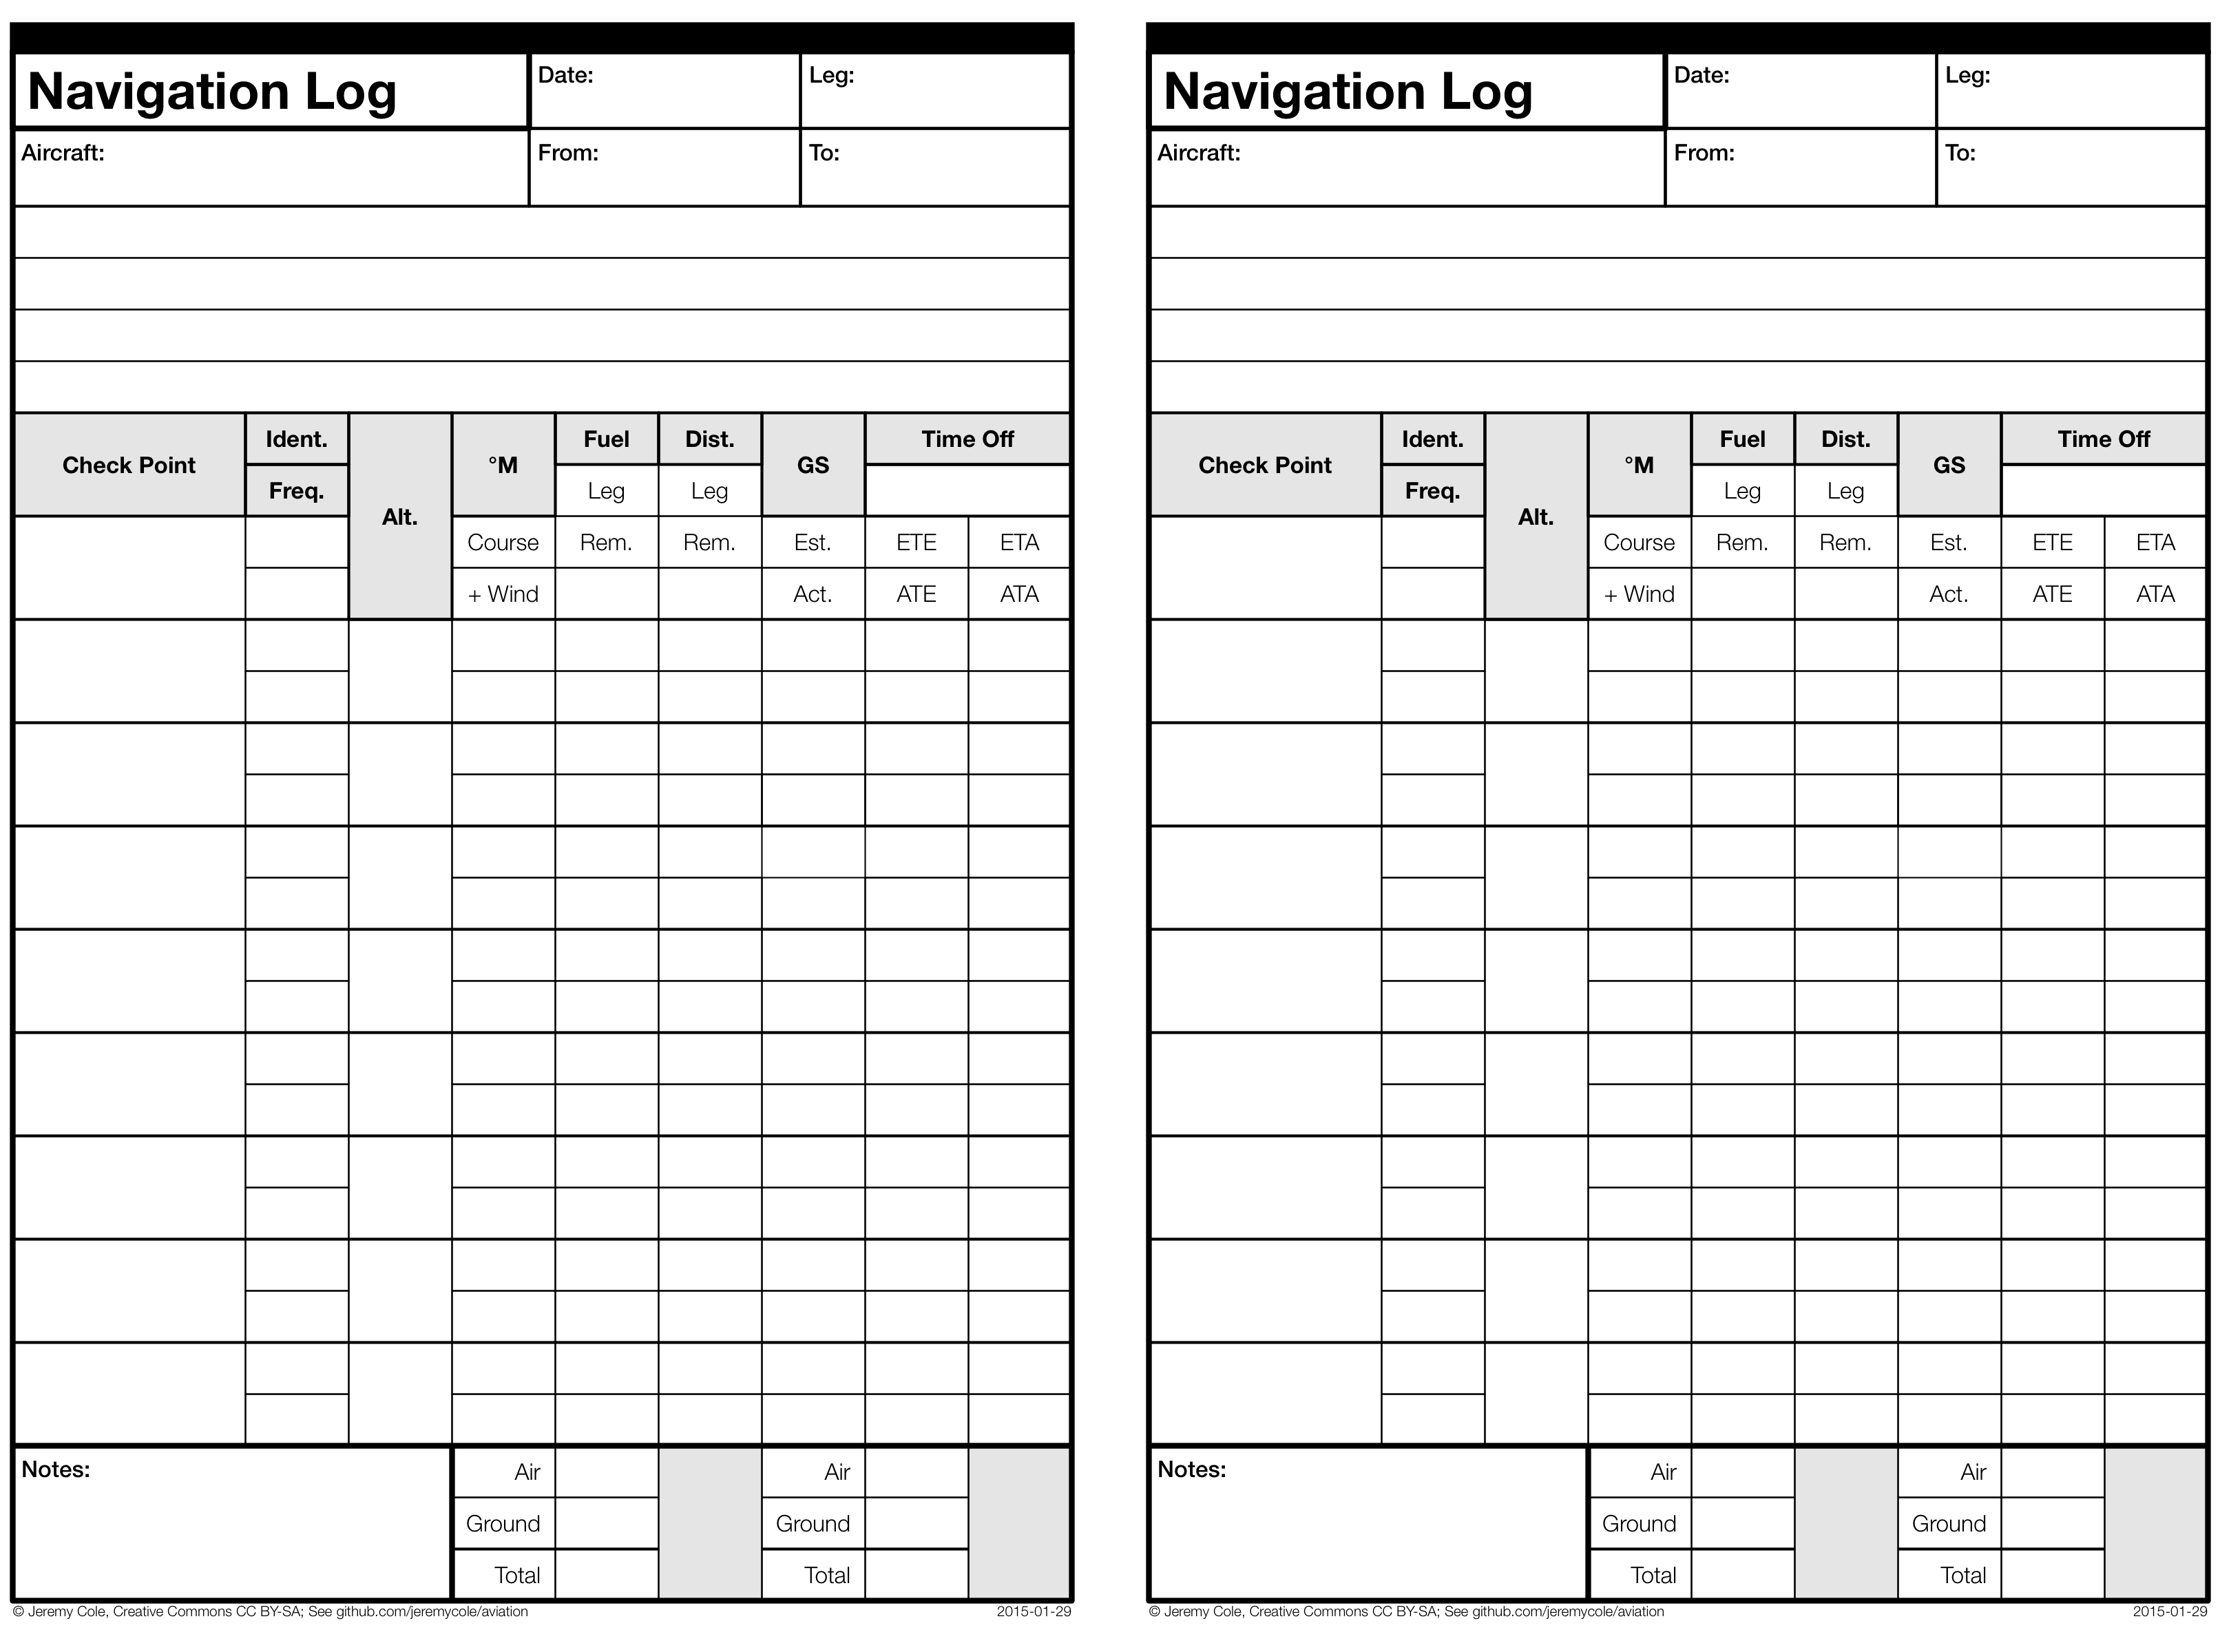 Navigation Log
Date:
Leg:
Aircraft:
From:
To:
Check Point
Ident.
Freq.
Alt.
°M
Fuel
Dist.
GS
Time Off
Leg
Leg
Course
Rem.
Rem.
Est.
ETE
ETA
+ Wind
Act.
ATE
ATA
Notes:
Air
Air
Ground
Ground
Total
Total
© Jeremy Cole, Creative Commons CC BY-SA; See github.com/jeremycole/aviation
2015-01-29
Navigation Log
Date:
Leg:
Aircraft:
From:
To:
Check Point
Ident.
Freq.
Alt.
°M
Fuel
Dist.
GS
Time Off
Leg
Leg
Course
Rem.
Rem.
Est.
ETE
ETA
+ Wind
Act.
ATE
ATA
Notes:
Air
Air
Ground
Ground
Total
Total
© Jeremy Cole, Creative Commons CC BY-SA; See github.com/jeremycole/aviation
2015-01-29